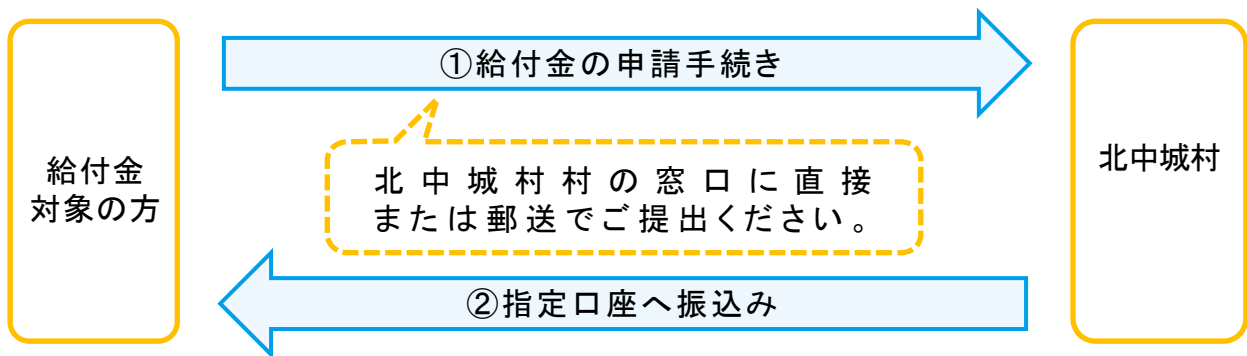 ①給付金の申請手続き
給付金
対象の方
北中城村村の窓口に直接
または郵送でご提出ください。
北中城村
②指定口座へ振込み